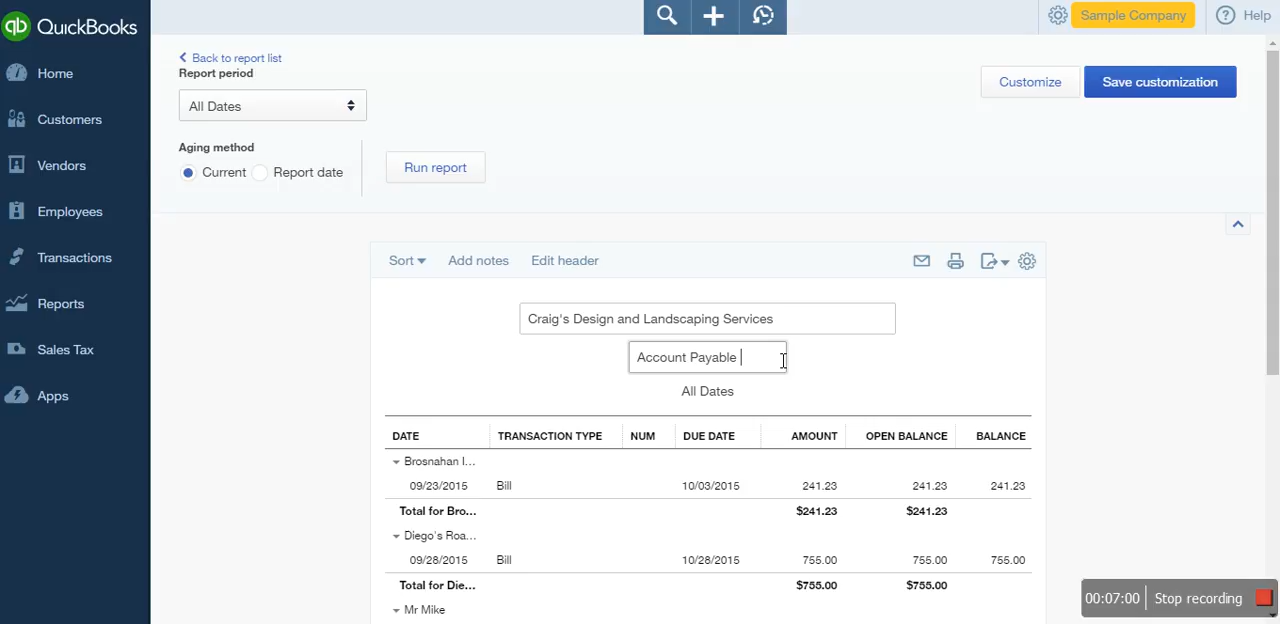 qb QuickBooks
Sample Company
Help
Home
Customers
Vendors
Employees
Transactions
Reports
Sales Tax
Apps
Back to report list
Report period
All Dates
Customize
Save customization
Aging method
Current
Report date
Run report
Sort
Add notes
Edit header
Craig's Design and Landscaping Services
Account Payable
All Dates
DATE TRANSACTION TYPE NUM DUE DATE AMOUNT OPEN BALANCE BALANCE
Brosnahan I...
09/23/2015 Bill 10/03/2015 241.23 241.23 241.23
Total for Bro... $241.23 $241.23
Diego's Roa...
09/28/2015 Bill 10/28/2015 755.00 755.00 755.00
Total for Die... $755.00 $755.00
Mr Mike
00:07:00 Stop recording